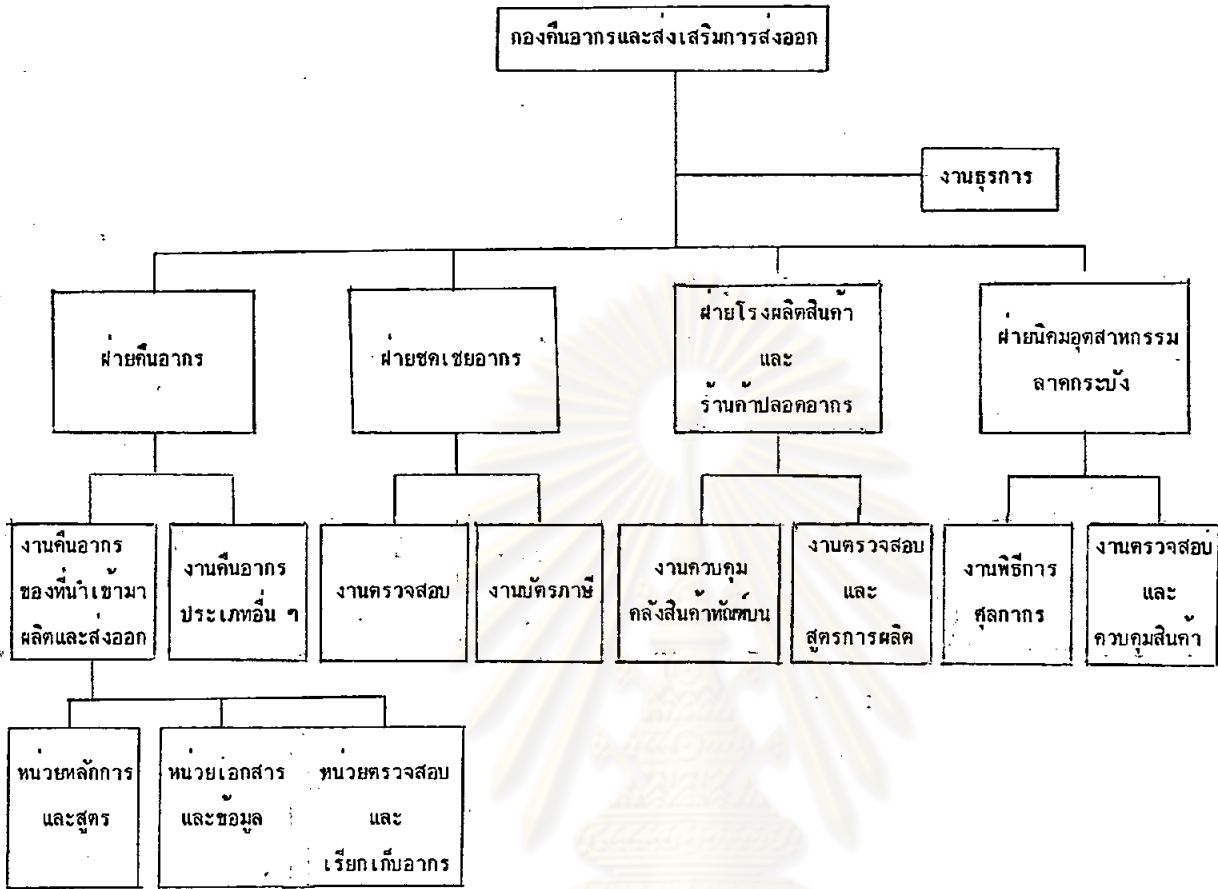 กองคืนอากรและส่งเสริมการส่งออก
งานธุรการ
ฝ่ายคืนอากร
ฝ่ายชดเชยอากร
ฝ่ายโรงผลิตสินค้า
และ
ร้านค้าปลอดอากร
ฝ่ายนิคมอุตสาหกรรม
ลาดกระบัง
งานคืนอากร
ของที่นำเข้ามา
ผลิตและส่งออก
งานคืนอากร
ประเภทอื่น ๆ
งานตรวจสอบ
งานบัตรภาษี
งานควบคุม
คลังสินค้าทัณฑ์บน
งานตรวจสอบ
และ
สูตรการผลิต
งานพิธีการ
ศุลกากร
งานตรวจสอบ
และ
ควบคุมสินค้า
หน่วยหลักการ
และสูตร
หน่วยเอกสาร
และข้อมูล
หน่วยตรวจสอบ
และ
เรียกเก็บอากร